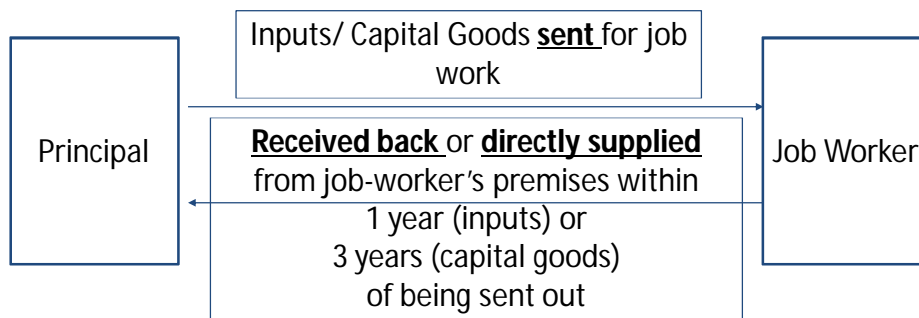 Inputs/ Capital Goods sent for job
work
Principal
Received back or directly supplied
from job-worker's premises within
1 year (inputs) or
3 years (capital goods)
of being sent out
Job Worker